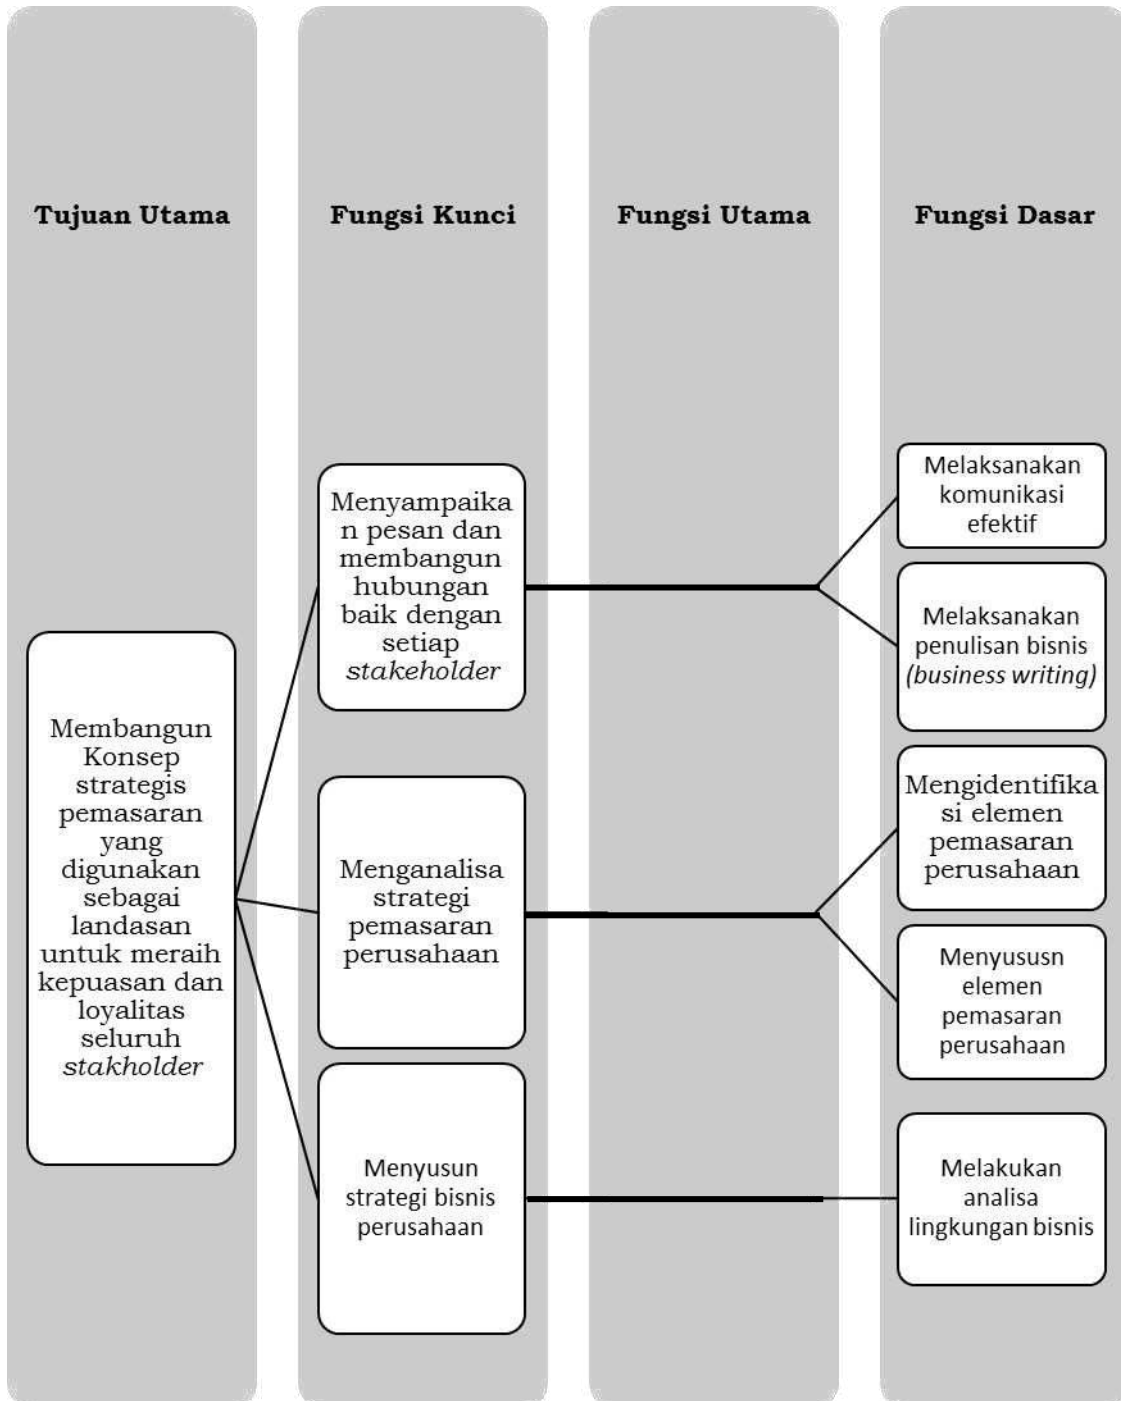 Tujuan Utama
Fungsi Kunci
Fungsi Utama
Fungsi Dasar
Membangun
Konsep
strategis
pemasaran
yang
digunakan
sebagai
landasan
untuk meraih
kepuasan dan
loyalitas
seluruh
stakholder
Menyampaika
n pesan dan
membangun
hubungan
baik dengan
setiap
stakeholder
Menganalisa
strategi
pemasaran
perusahaan
Menyusun
strategi bisnis
perusahaan
Melaksanakan
komunikasi
efektif
Melaksanakan
penulisan bisnis
(business writing)
Mengidentifika
si elemen
pemasaran
perusahaan
Menyususn
elemen
pemasaran
perusahaan
Melakukan
analisa
lingkungan bisnis